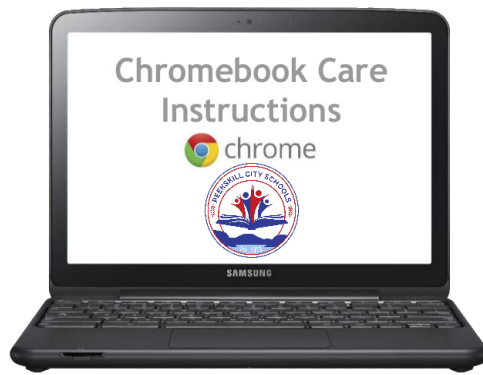 Chromebook Care
Instructions
chrome
PEEKSKILL CITY SCHOOLS
SAMSUNG